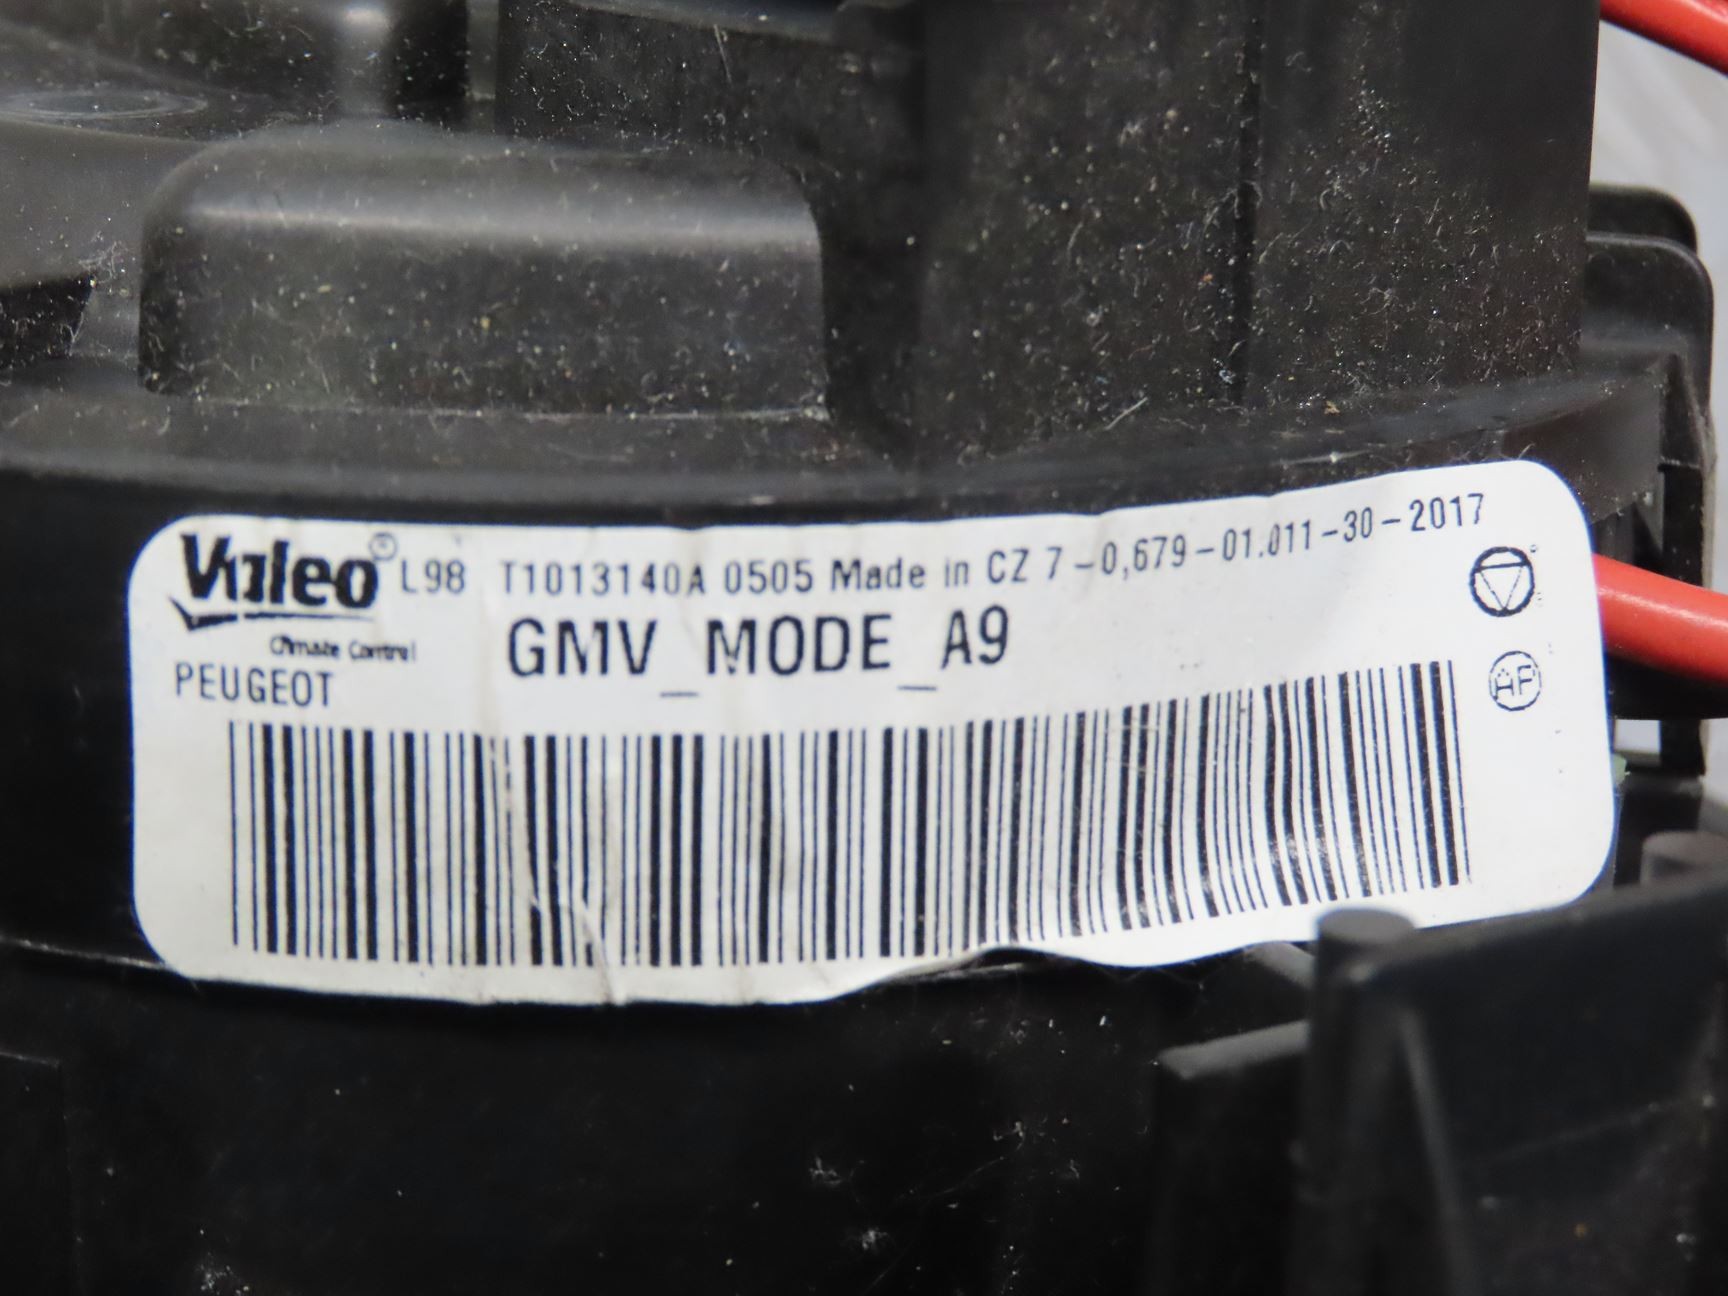 Valeo® L98 T1013140A 0505 Made in CZ 7-0,679-01.011-30-2017
Climate Control
GMV_MODE_A9
PEUGEOT
AF